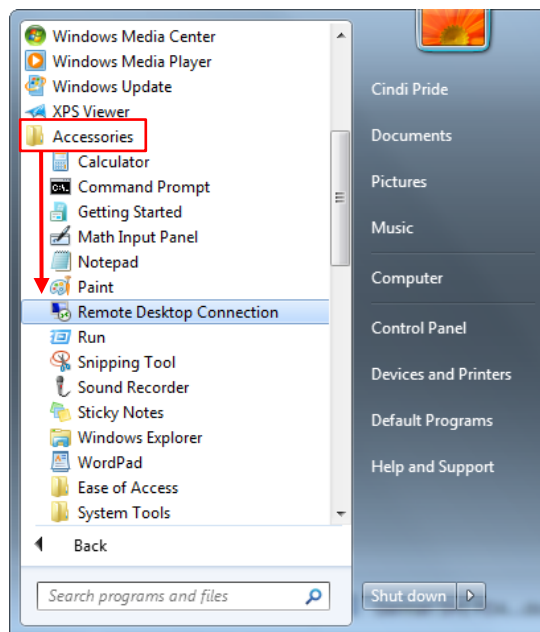 Windows Media Center
Windows Media Player
Windows Update
XPS Viewer
Accessories
Calculator
Command Prompt
Getting Started
Math Input Panel
Notepad
Paint
Remote Desktop Connection
Run
Snipping Tool
Sound Recorder
Sticky Notes
Windows Explorer
WordPad
Ease of Access
System Tools
Back
Search programs and files
Cindi Pride
Documents
Pictures
Music
Computer
Control Panel
Devices and Printers
Default Programs
Help and Support
Shut down